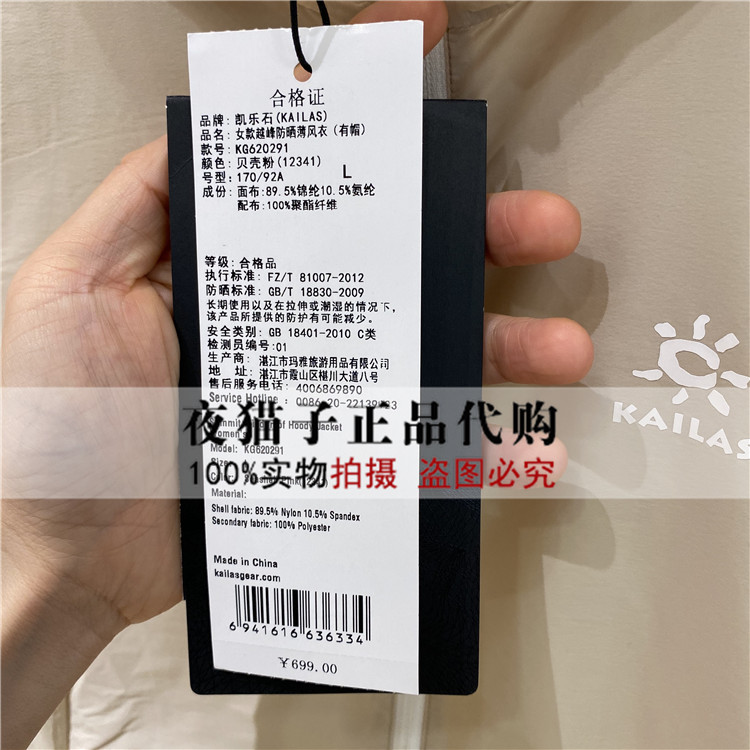 合格证
品牌: 凯乐石(KAILAS)
品名: 女款越峰防晒薄风衣 (有帽)
款号: KG620291
颜色: 贝壳粉(12341)
号型: 170/92A L
成份: 面布:89.5%锦纶10.5%氨纶
配布:100%聚酯纤维
等级: 合格品
执行标准: FZ/T 81007-2012
防晒标准: GB/T 18830-2009
长期使用以及在拉伸或潮湿的情况下,
该产品所提供的防护有可能减少。
安全类别: GB 18401-2010 C类
检测员编号:01
生产商: 湛江市玛雅旅游用品有限公司
地 址: 湛江市霞山区椹川大道八号
售后服务电话: 4006869890
Service Hotline :
夜猫子正品代购
Hoody Jacket
Model: KG620291
100%实物拍摄 盗图必究
Material:
Shell fabric: 89.5% Nylon 10.5% Spandex
Secondary fabric: 100% Polyester
Made in China
kailasgear.com
6 941616 636334
¥699.00
KAILAS